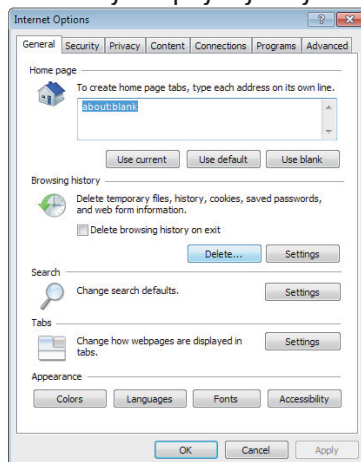 Internet Options
General Security Privacy Content Connections Programs Advanced
Home page
To create home page tabs, type each address on its own line.
about:blank
Use current Use default Use blank
Browsing history
Delete temporary files, history, cookies, saved passwords,
and web form information.
Delete browsing history on exit
Delete... Settings
Search
Change search defaults. Settings
Tabs
Change how webpages are displayed in
tabs.
Settings
Appearance
Colors Languages Fonts Accessibility
OK Cancel Apply